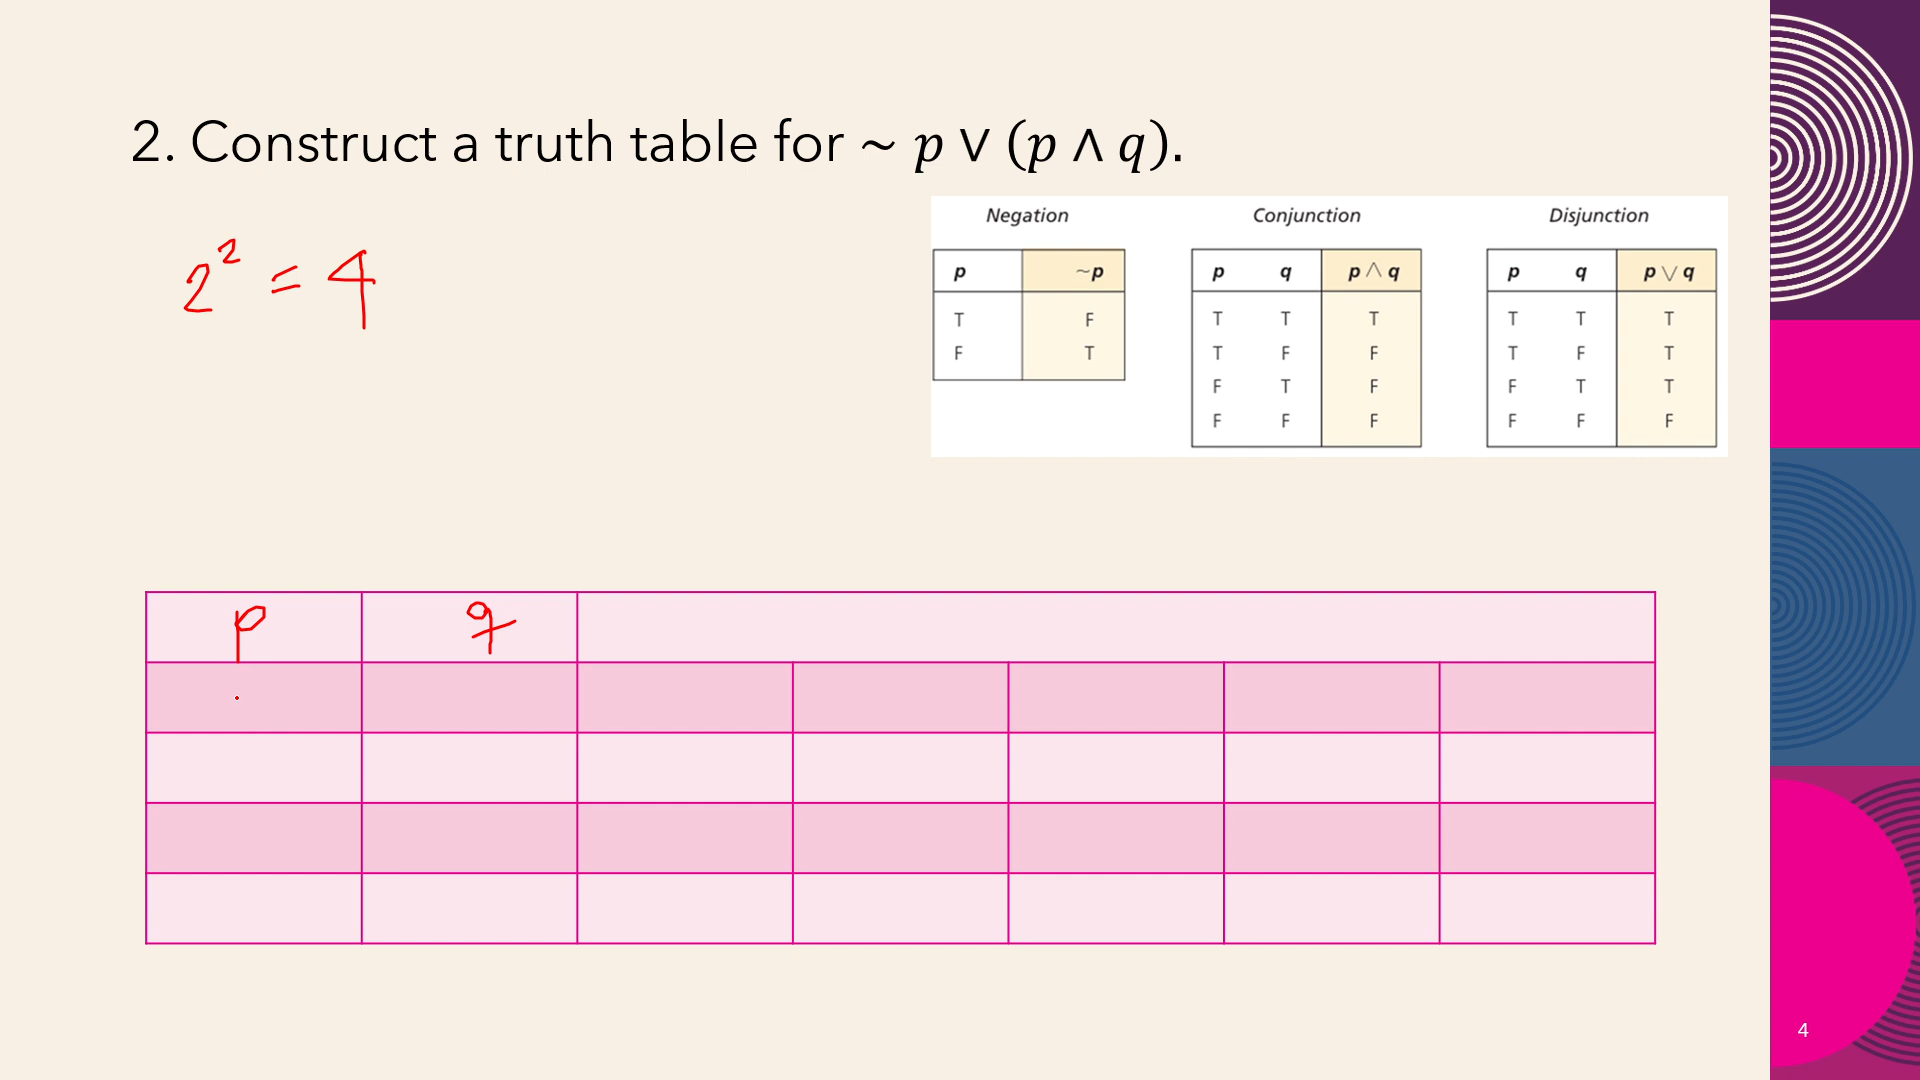 2. Construct a truth table for ~ p ∨ (p ∧ q).
2² = 4
Negation
p ~p
T F
F T
Conjunction
p q p ∧ q
T T T
T F F
F T F
F F F
Disjunction
p q p ∨ q
T T T
T F T
F T T
F F F
p q
4